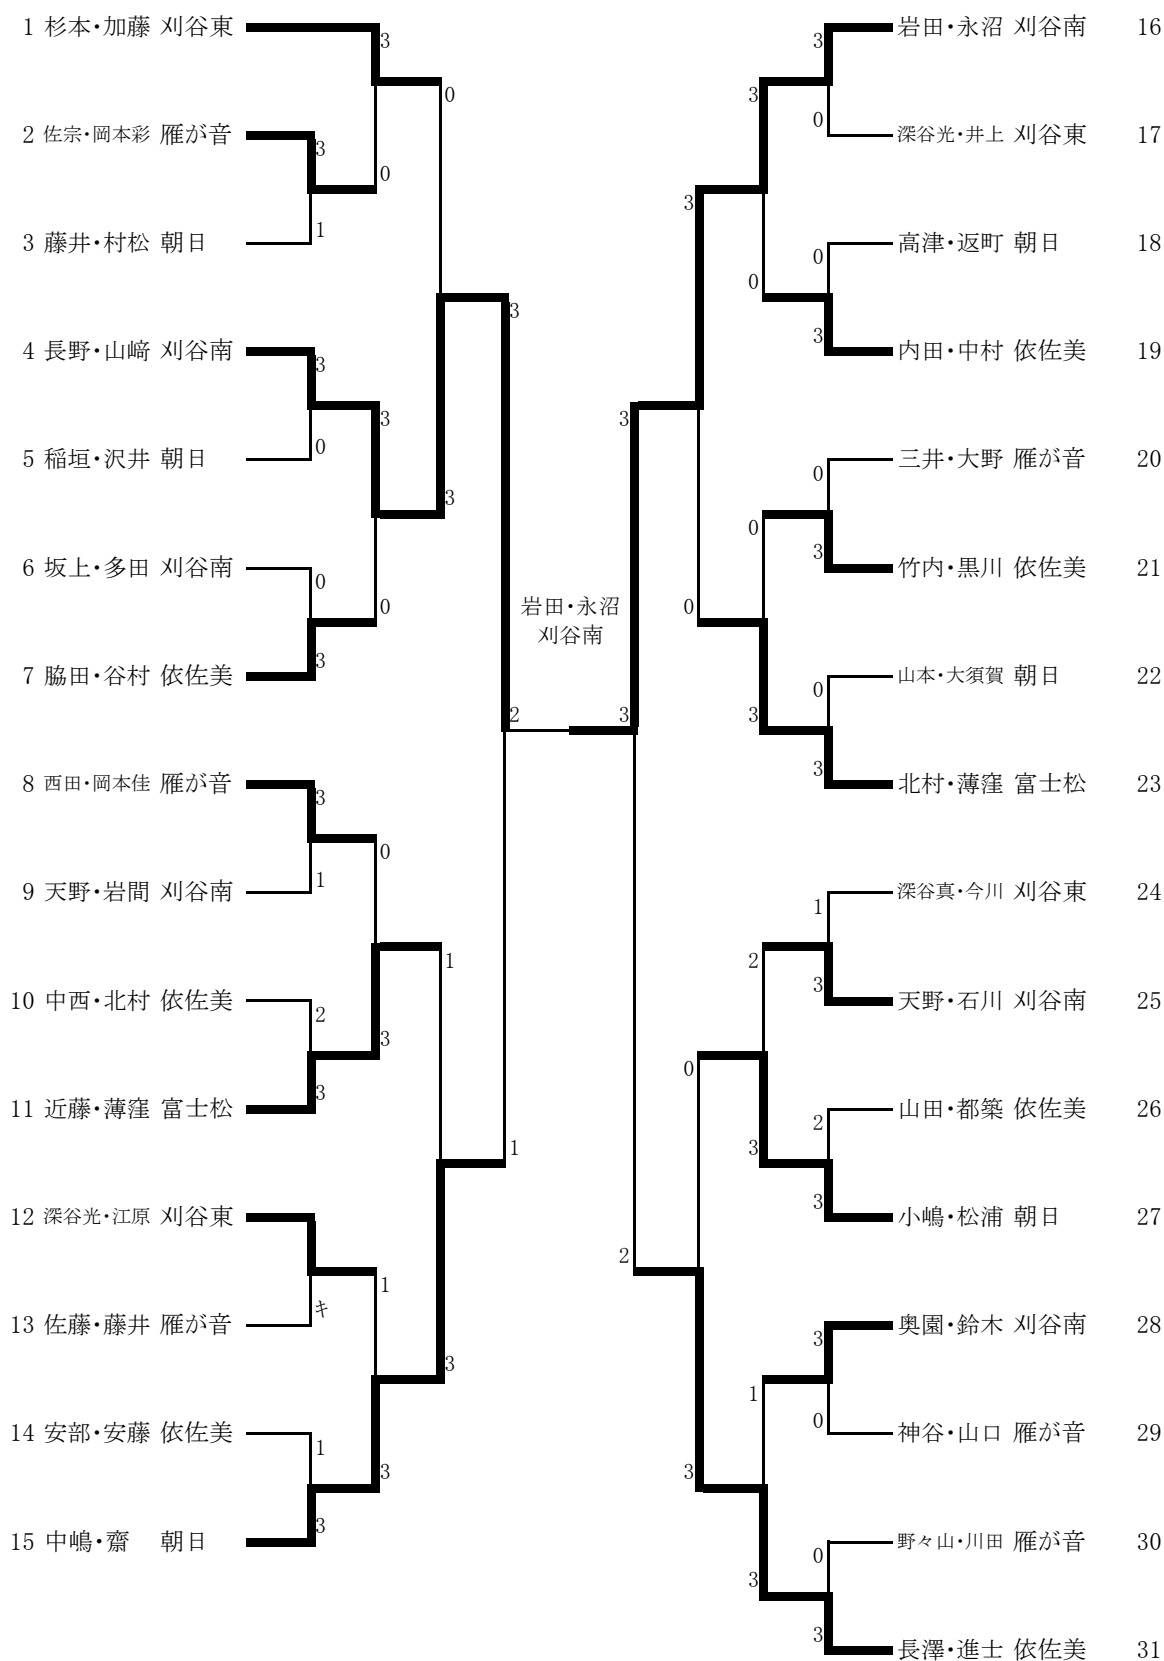 1 杉本・加藤 刈谷東
3
0
2 佐宗・岡本彩 雁が音
3
0
3 藤井・村松 朝日
1
4 長野・山﨑 刈谷南
3
3
3
5 稲垣・沢井 朝日
0
3
6 坂上・多田 刈谷南
0
0
7 脇田・谷村 依佐美
3
2
8 西田・岡本佳 雁が音
3
0
9 天野・岩間 刈谷南
1
1
10 中西・北村 依佐美
2
3
11 近藤・薄窪 富士松
3
1
12 深谷光・江原 刈谷東
1
13 佐藤・藤井 雁が音
キ
3
14 安部・安藤 依佐美
1
3
15 中嶋・齋 朝日
3
岩田・永沼
刈谷南
岩田・永沼 刈谷南 16
3
3
0
深谷光・井上 刈谷東 17
3
高津・返町 朝日 18
0
0
3
内田・中村 依佐美 19
3
三井・大野 雁が音 20
0
0
3
竹内・黒川 依佐美 21
0
山本・大須賀 朝日 22
0
3
3
3
北村・薄窪 富士松 23
深谷真・今川 刈谷東 24
1
2
3
天野・石川 刈谷南 25
0
山田・都築 依佐美 26
2
3
3
小嶋・松浦 朝日 27
2
奥園・鈴木 刈谷南 28
3
1
0
神谷・山口 雁が音 29
3
野々山・川田 雁が音 30
0
3
3
長澤・進士 依佐美 31